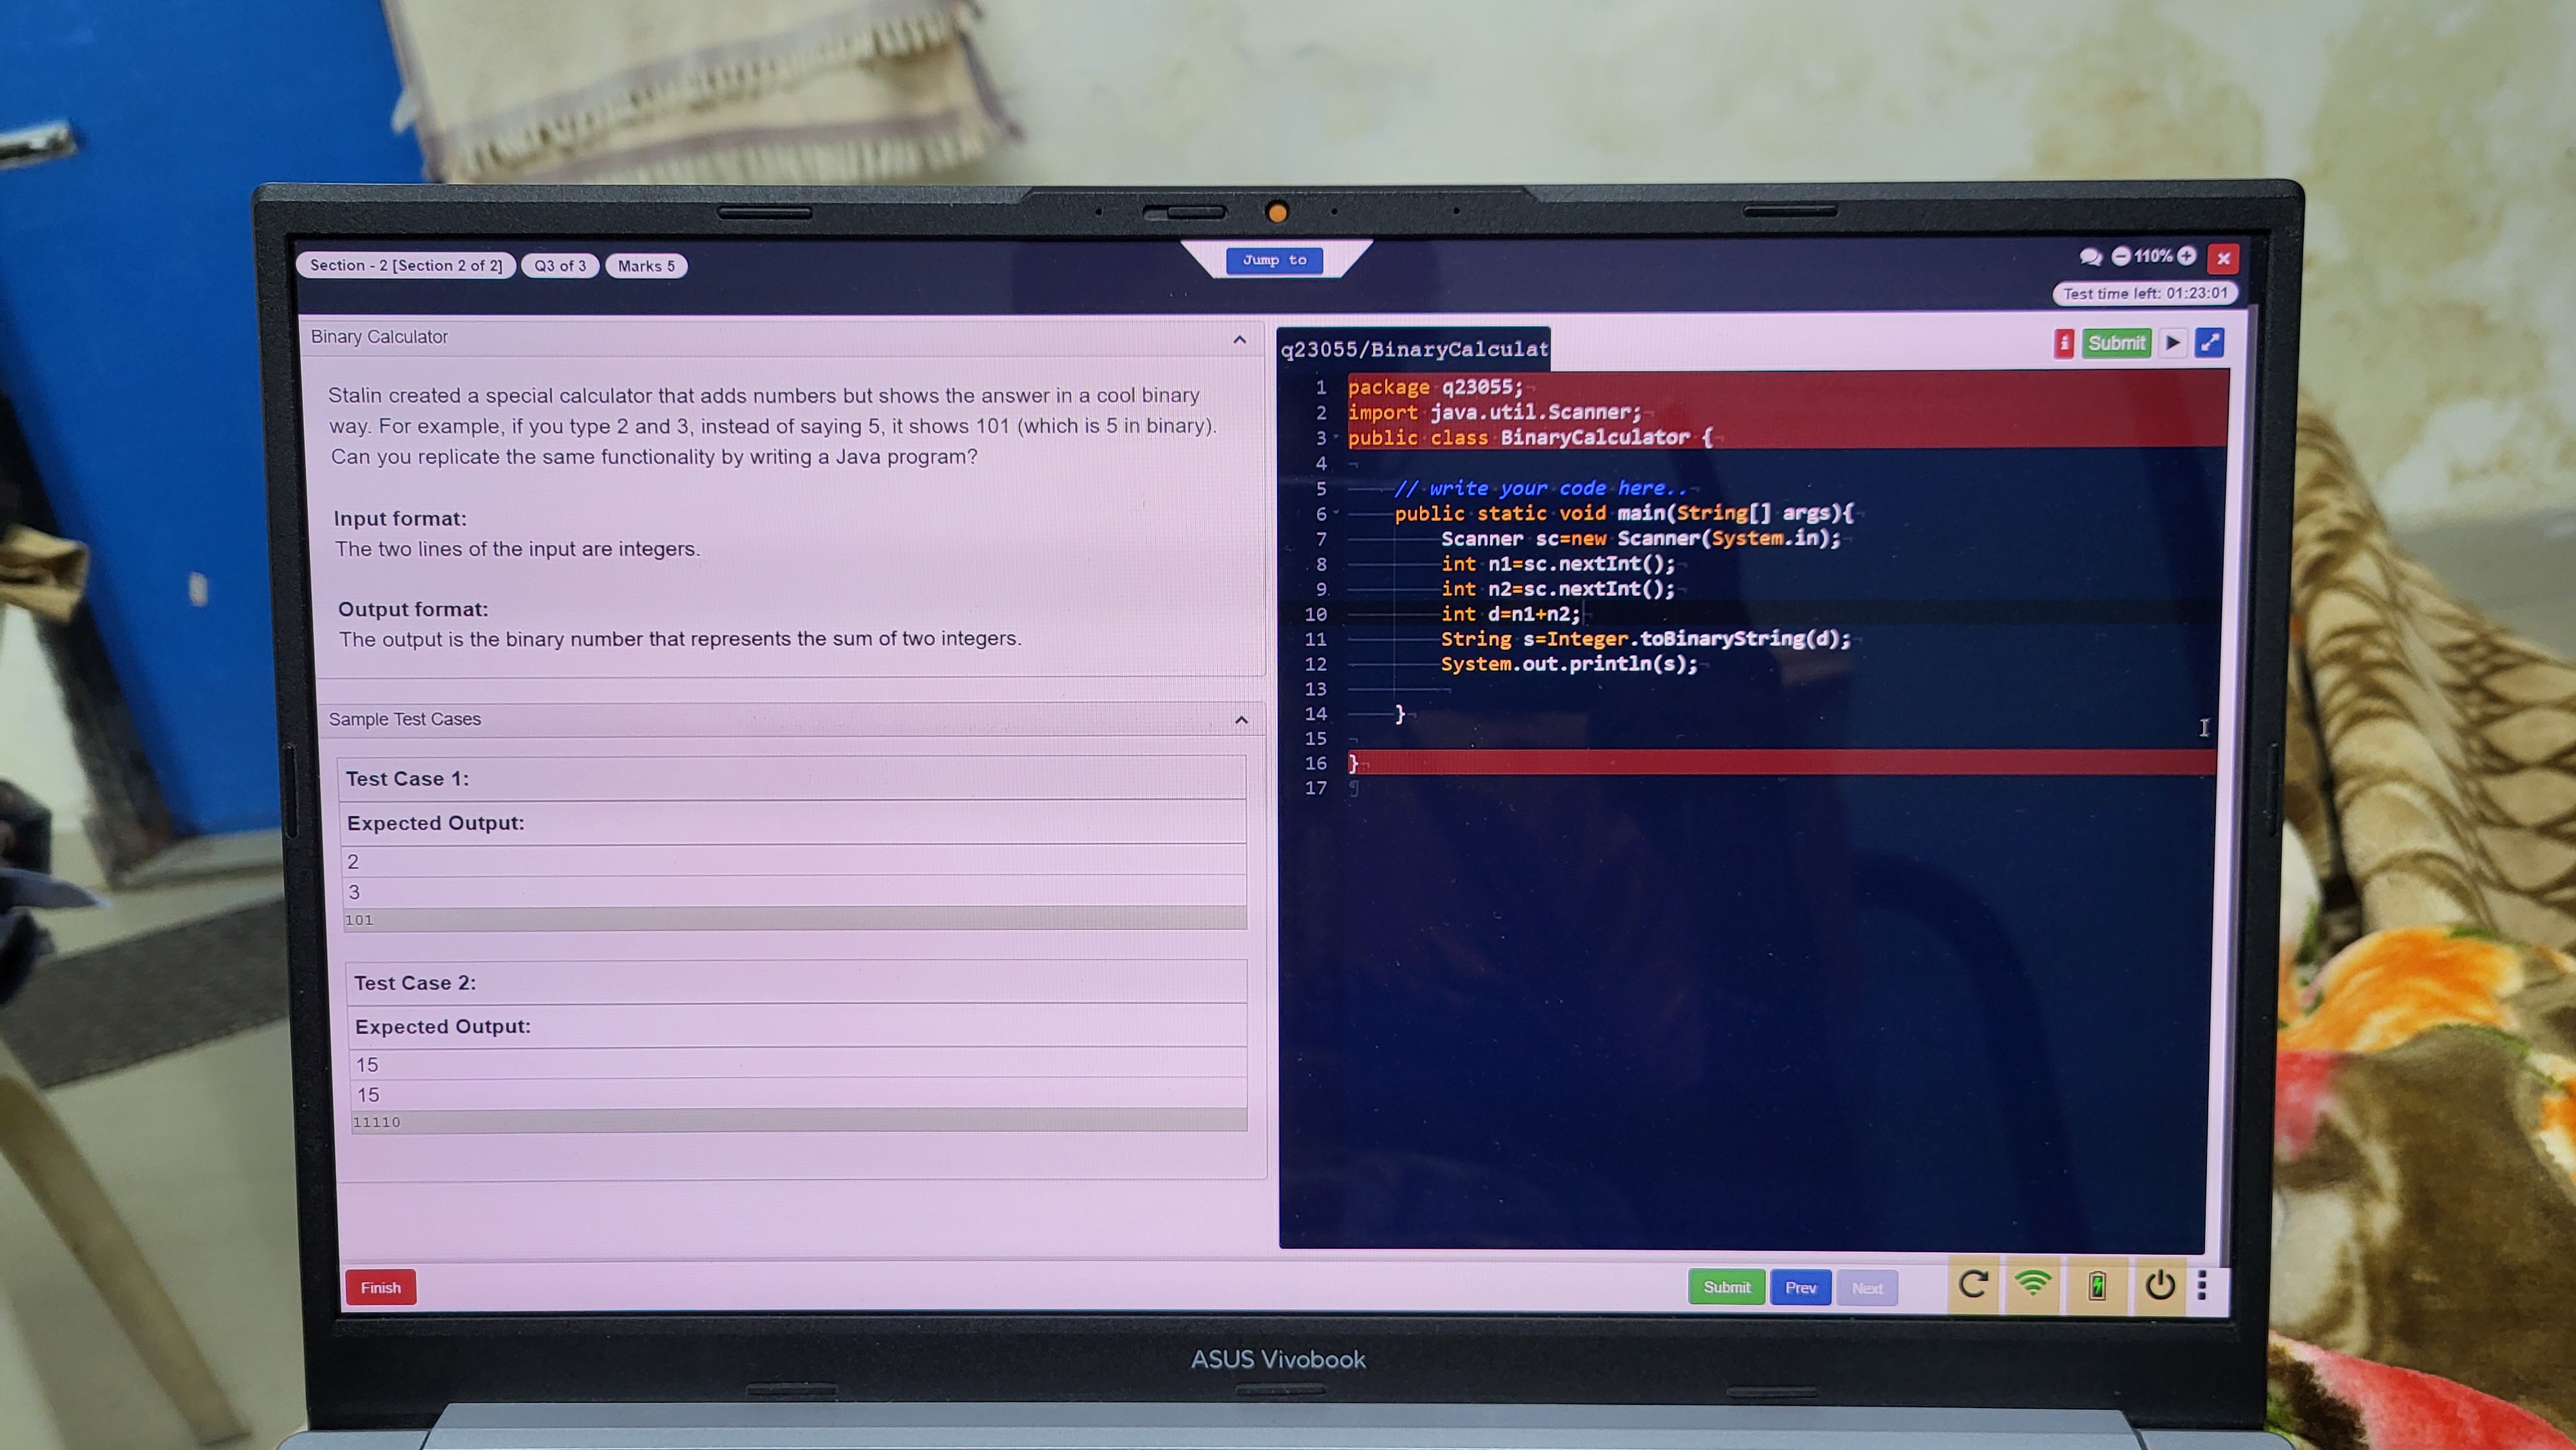 Section - 2 [Section 2 of 2] Q3 of 3 Marks 5
Jump to
110%
Test time left: 01:23:01
Binary Calculator
Stalin created a special calculator that adds numbers but shows the answer in a cool binary
way. For example, if you type 2 and 3, instead of saying 5, it shows 101 (which is 5 in binary).
Can you replicate the same functionality by writing a Java program?
Input format:
The two lines of the input are integers.
Output format:
The output is the binary number that represents the sum of two integers.
Sample Test Cases
Test Case 1:
Expected Output:
2
3
101
Test Case 2:
Expected Output:
15
15
11110
q23055/BinaryCalculat
Submit
1 package q23055;
2 import java.util.Scanner;
3 public class BinaryCalculator {
4
5 // write your code here..
6 public static void main(String[] args){
7 Scanner sc=new Scanner(System.in);
8 int n1=sc.nextInt();
9 int n2=sc.nextInt();
10 int d=n1+n2;
11 String s=Integer.toBinaryString(d);
12 System.out.println(s);
13
14 }
15
16 }
17
Finish
Submit Prev Next
ASUS Vivobook